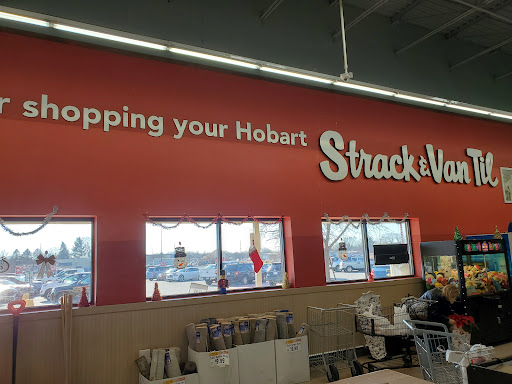 r shopping your Hobart
Strack & Van Til